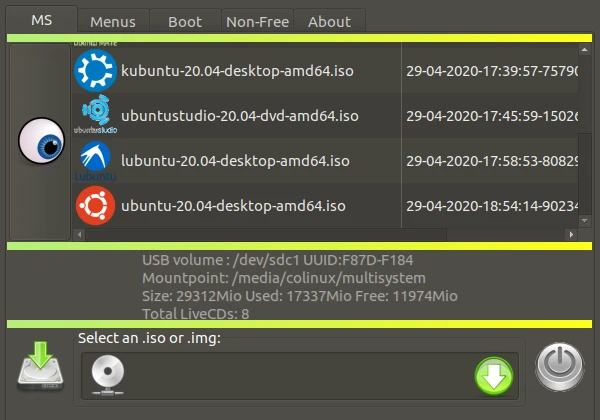 MS Menus Boot Non-Free About
kubuntu-20.04-desktop-amd64.iso 29-04-2020-17:39:57-75790
ubuntustudio-20.04-dvd-amd64.iso 29-04-2020-17:45:59-15026
ubuntustudio
lubuntu-20.04-desktop-amd64.iso 29-04-2020-17:58:53-80829
Lubuntu
ubuntu-20.04-desktop-amd64.iso 29-04-2020-18:54:14-90234
USB volume : /dev/sdc1 UUID:F87D-F184
Mountpoint: /media/colinux/multisystem
Size: 29312Mio Used: 17337Mio Free: 11974Mio
Total LiveCDs: 8
Select an .iso or .img: